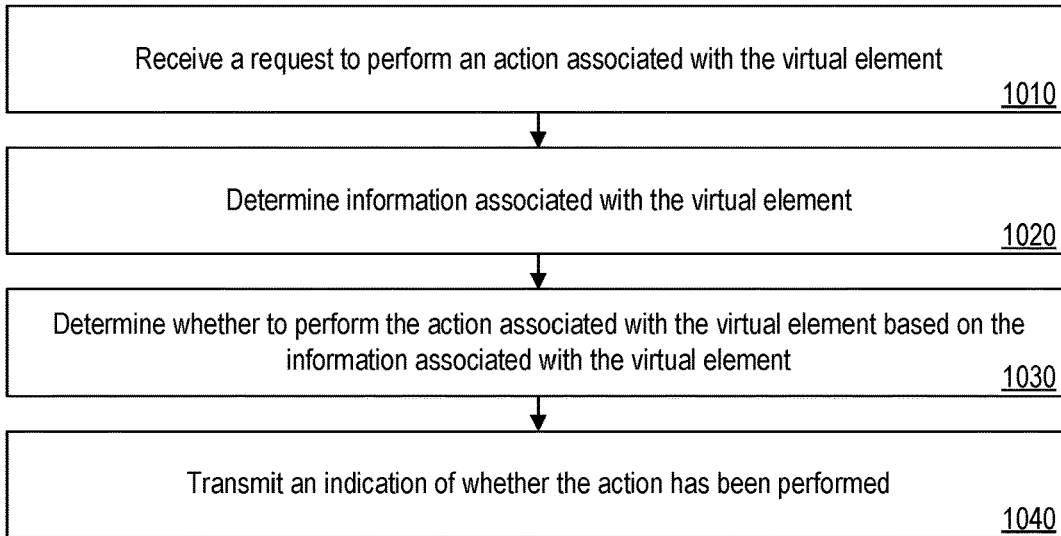 Receive a request to perform an action associated with the virtual element
1010
Determine information associated with the virtual element
1020
Determine whether to perform the action associated with the virtual element based on the
information associated with the virtual element
1030
Transmit an indication of whether the action has been performed
1040